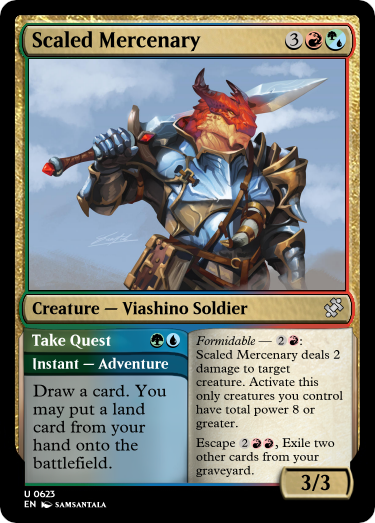 Scaled Mercenary 3
Creature — Viashino Soldier
Take Quest
Instant — Adventure
Draw a card. You
may put a land
card from your
hand onto the
battlefield.
Formidable — 2 :
Scaled Mercenary deals 2
damage to target
creature. Activate this
only creatures you control
have total power 8 or
greater.
Escape 2 , Exile two
other cards from your
graveyard.
3/3
U 0623
EN SAMSANTALA